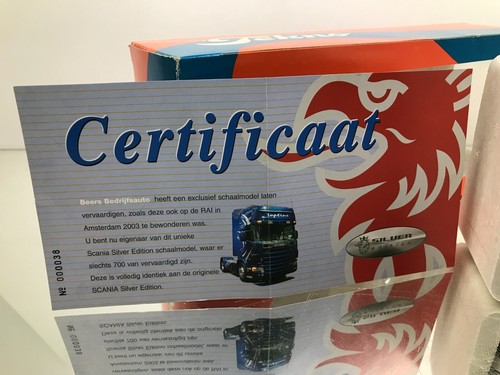 Tekno
Certificaat
Beers Bedrijfsauto heeft een exclusief schaalmodel laten
vervaardigen, zoals deze ook op de RAI in
Amsterdam 2003 te bewonderen was.
U bent nu eigenaar van dit unieke
Scania Silver Edition schaalmodel, waar er
slechts 700 van vervaardigd zijn.
Deze is volledig identiek aan de originele
SCANIA Silver Edition.
Nº 000038
Topline
SILVER